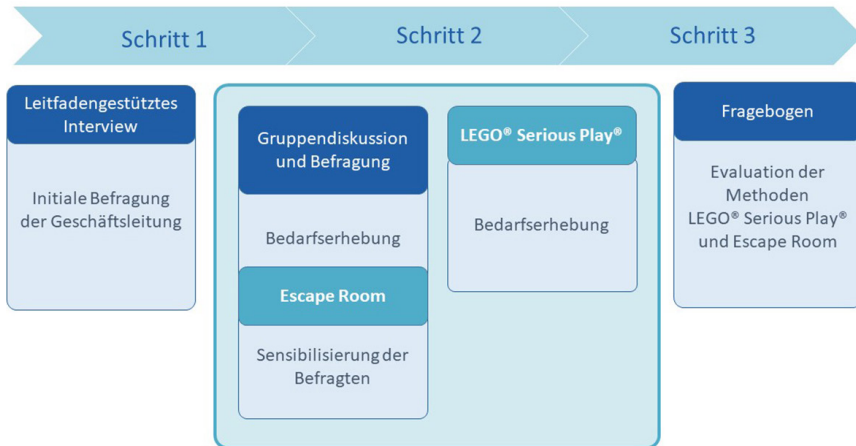 Schritt 1
Schritt 2
Schritt 3
Leitfadengestütztes
Interview
Initiale Befragung
der Geschäftsleitung
Gruppendiskussion
und Befragung
Bedarfserhebung
Escape Room
Sensibilisierung der
Befragten
LEGO® Serious Play®
Bedarfserhebung
Fragebogen
Evaluation der
Methoden
LEGO® Serious Play®
und Escape Room